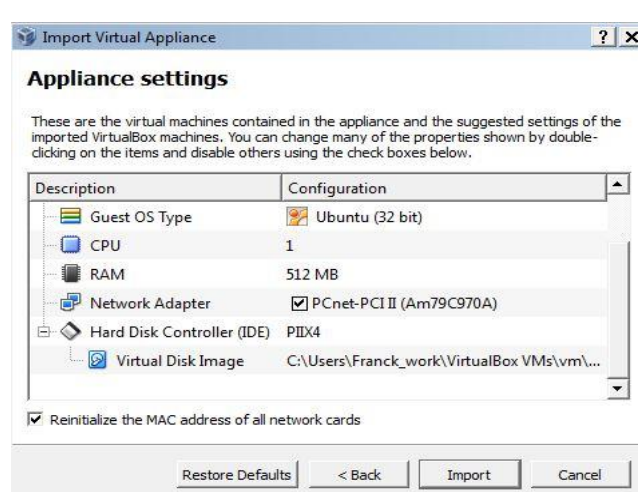 Import Virtual Appliance
Appliance settings
These are the virtual machines contained in the appliance and the suggested settings of the
imported VirtualBox machines. You can change many of the properties shown by double-
clicking on the items and disable others using the check boxes below.
Description Configuration
Guest OS Type Ubuntu (32 bit)
CPU 1
RAM 512 MB
Network Adapter PCnet-PCI II (Am79C970A)
Hard Disk Controller (IDE) PIIX4
Virtual Disk Image C:\Users\Franck_work\VirtualBox VMs\vm\...
Reinitialize the MAC address of all network cards
Restore Defaults < Back Import Cancel